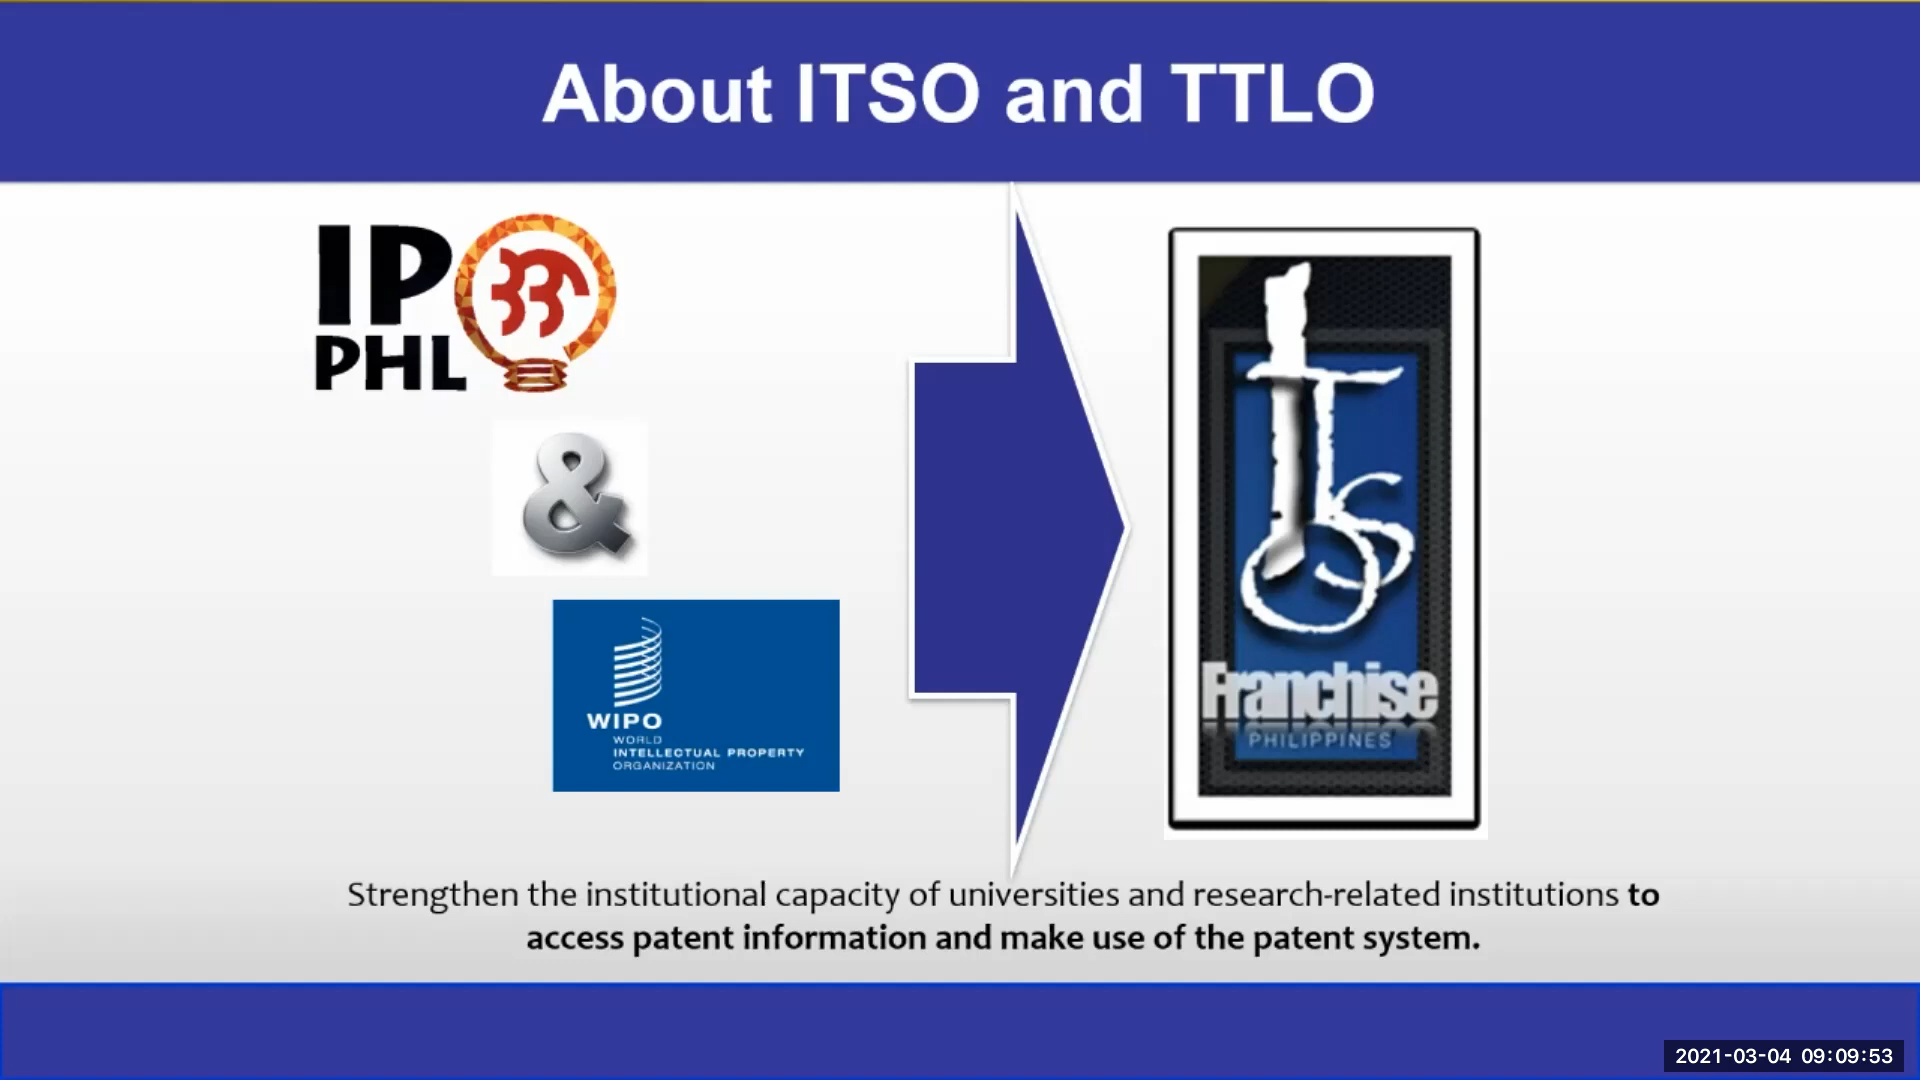 About ITSO and TTLO
IP
PHL
&
WIPO
WORLD
INTELLECTUAL PROPERTY
ORGANIZATION
ITSO
Franchise
PHILIPPINES
Strengthen the institutional capacity of universities and research-related institutions to
access patent information and make use of the patent system.
2021-03-04 09:09:53